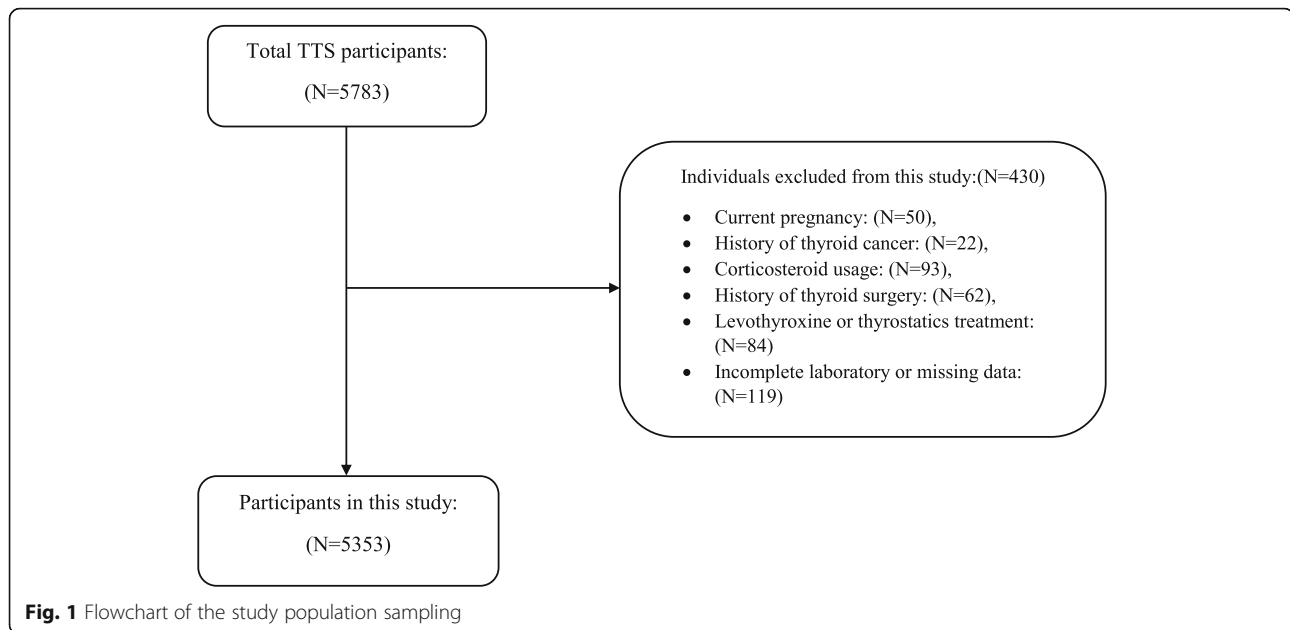 Total TTS participants:
(N=5783)
Individuals excluded from this study:(N=430)
• Current pregnancy: (N=50),
• History of thyroid cancer: (N=22),
• Corticosteroid usage: (N=93),
• History of thyroid surgery: (N=62),
• Levothyroxine or thyrostatics treatment:
(N=84)
• Incomplete laboratory or missing data:
(N=119)
Participants in this study:
(N=5353)
Fig. 1 Flowchart of the study population sampling